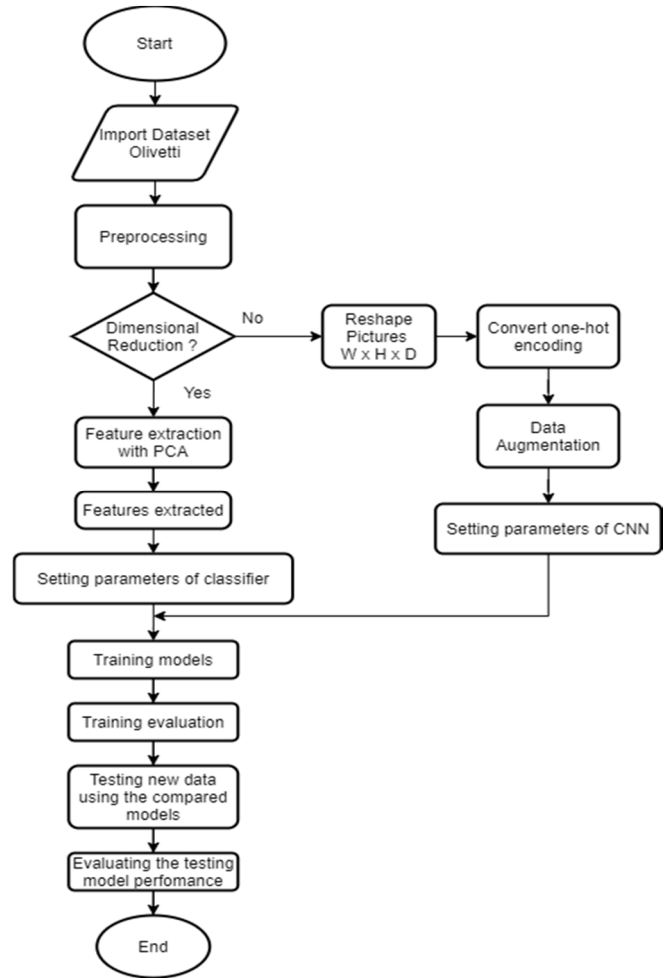 Start
Import Dataset
Olivetti
Preprocessing
Dimensional
Reduction ?
No
Reshape
Pictures
W x H x D
Convert one-hot
encoding
Data
Augmentation
Setting parameters of CNN
Yes
Feature extraction
with PCA
Features extracted
Setting parameters of classifier
Training models
Training evaluation
Testing new data
using the compared
models
Evaluating the testing
model perfomance
End